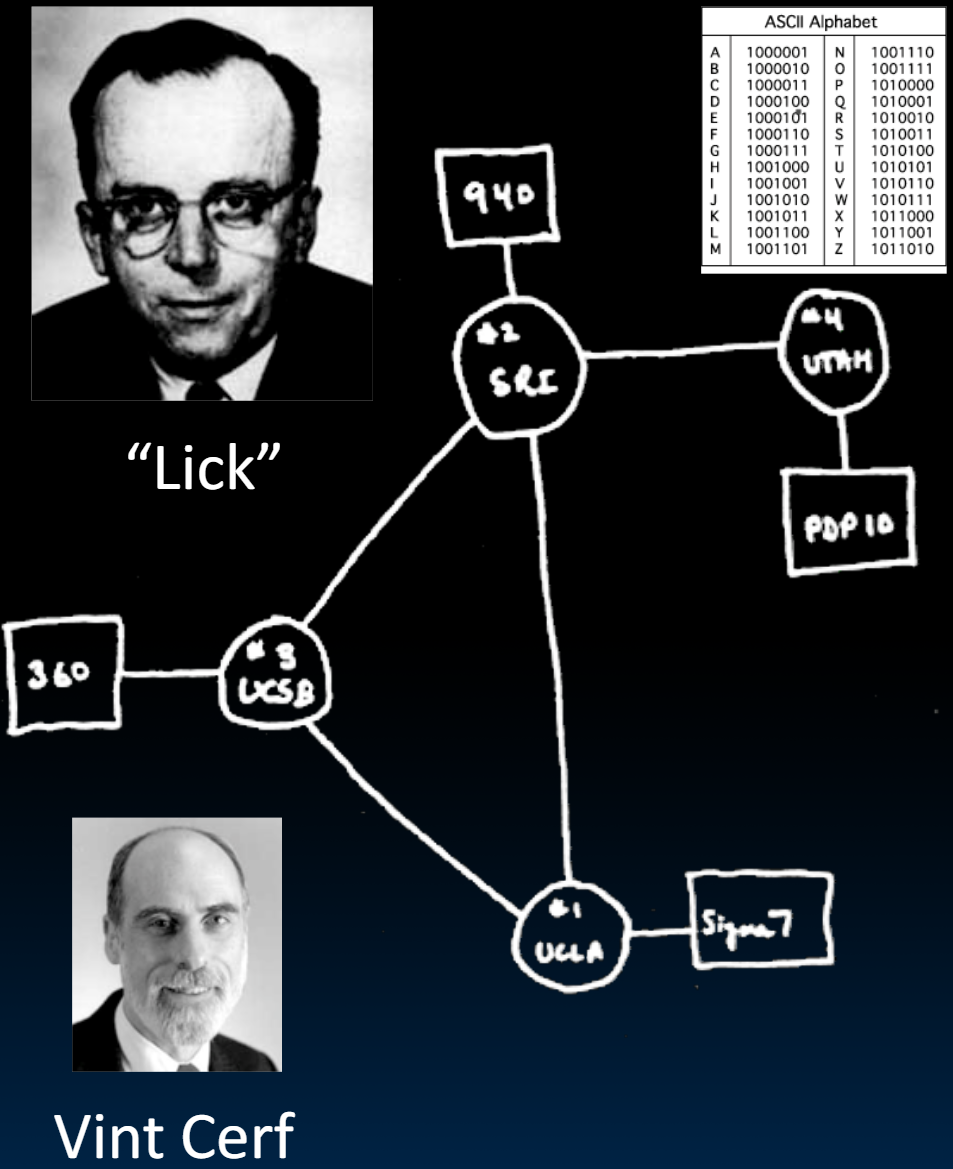 ASCII Alphabet
A 1000001 N 1001110
B 1000010 O 1001111
C 1000011 P 1010000
D 1000100 Q 1010001
E 1000101 R 1010010
F 1000110 S 1010011
G 1000111 T 1010100
H 1001000 U 1010101
I 1001001 V 1010110
J 1001010 W 1010111
K 1001011 X 1011000
L 1001100 Y 1011001
M 1001101 Z 1011010
940
#2
SRI
#4
UTAH
“Lick”
PDP 10
360
#3
UCSB
#1
UCLA
Sigma 7
Vint Cerf